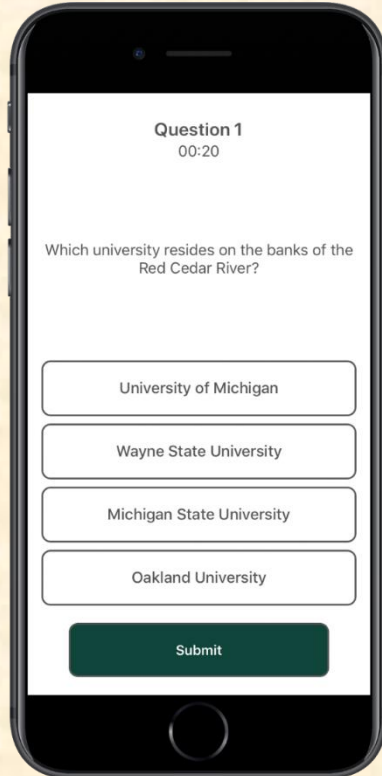 Question 1
00:20
Which university resides on the banks of the
Red Cedar River?
University of Michigan
Wayne State University
Michigan State University
Oakland University
Submit